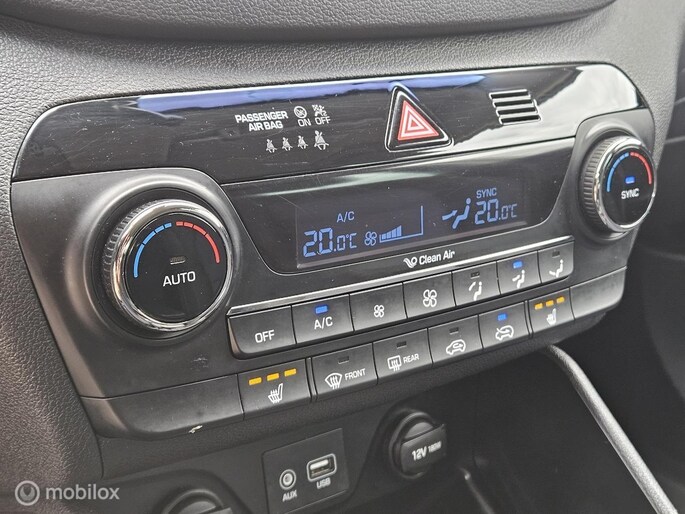 PASSENGER AIR BAG ON OFF
A/C SYNC
20.0°C 20.0°C
Clean Air
AUTO SYNC
OFF A/C
FRONT REAR
AUX USB 12V 180W
© mobilox